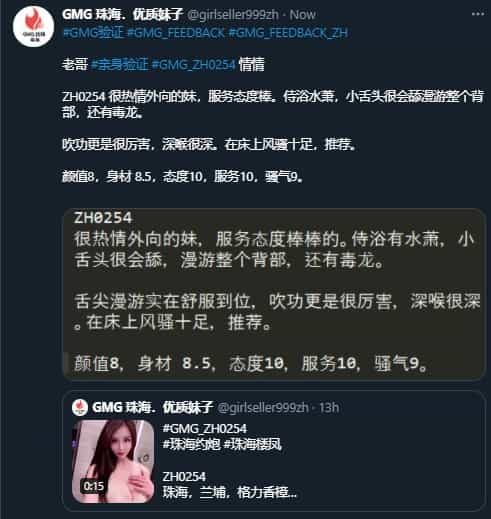 GMG 珠海．优质妹子 @girlseller999zh · Now
#GMG验证 #GMG_FEEDBACK #GMG_FEEDBACK_ZH
老哥 #亲身验证 #GMG_ZH0254 情情
ZH0254 很热情外向的妹，服务态度棒。侍浴水萧，小舌头很会舔漫游整个背
部，还有毒龙。
吹功更是很厉害，深喉很深。在床上风骚十足，推荐。
颜值8，身材 8.5，态度10，服务10，骚气9。
ZH0254
很热情外向的妹，服务态度棒棒的。侍浴有水萧，小
舌头很会舔，漫游整个背部，还有毒龙。
舌尖漫游实在舒服到位，吹功更是很厉害，深喉很深
。在床上风骚十足，推荐。
颜值8，身材 8.5，态度10，服务10，骚气9。
GMG 珠海．优质妹子 @girlseller999zh · 13h
#GMG_ZH0254
#珠海约炮 #珠海楼凤
ZH0254
珠海，兰埔，格力香樟...
0:15